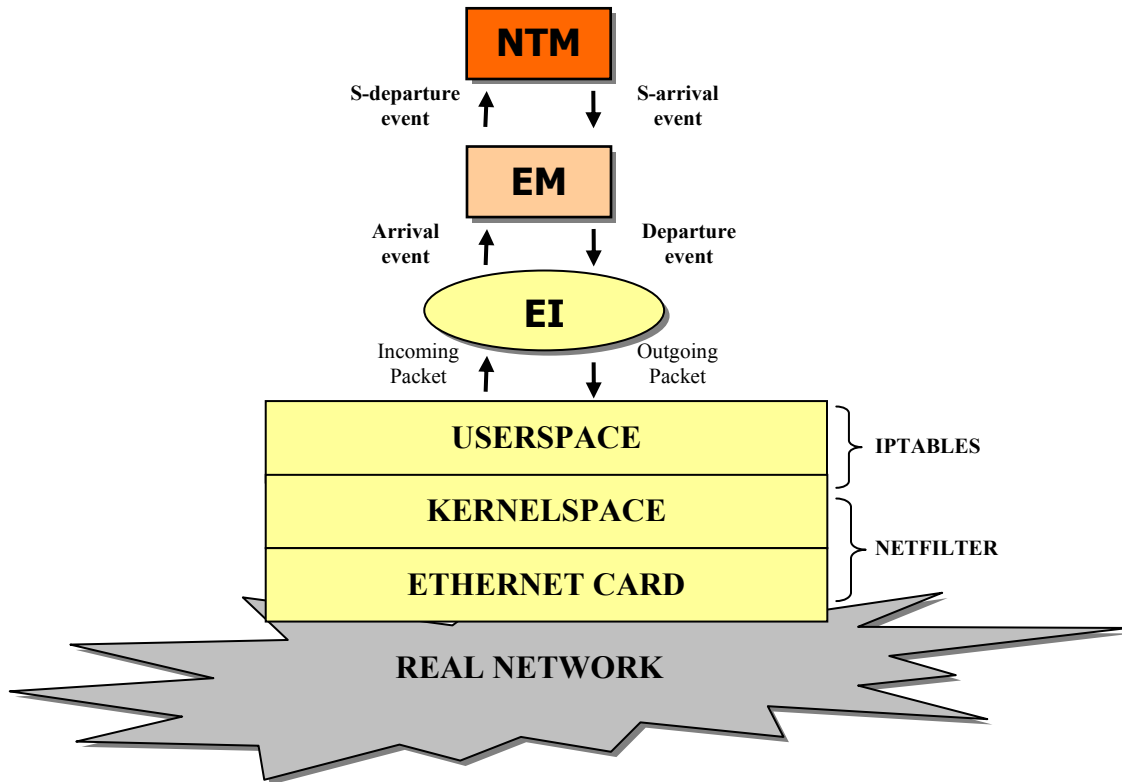 NTM
S-departure
event
S-arrival
event
EM
Arrival
event
Departure
event
EI
Incoming
Packet
Outgoing
Packet
USERSPACE
IPTABLES
KERNELSPACE
NETFILTER
ETHERNET CARD
REAL NETWORK